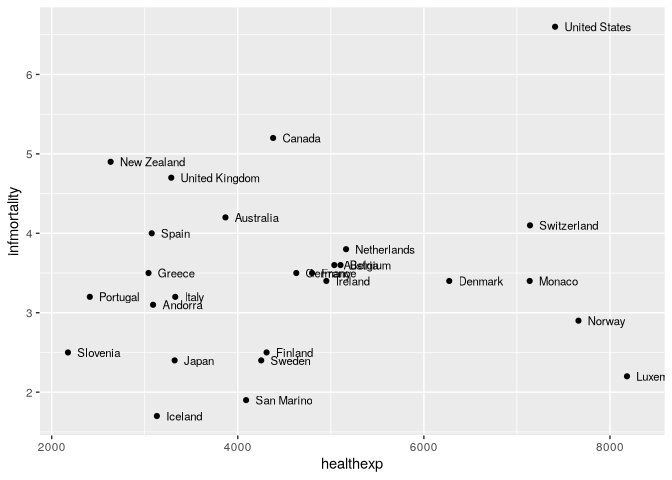 United States
6
Canada
5
New Zealand
United Kingdom
Australia
Switzerland
4
Spain
Netherlands
Belgium
Greece
Ireland
Denmark
Monaco
Portugal
Italy
Andorra
3
Norway
Slovenia
Finland
Japan
Sweden
Luxem
2
San Marino
Iceland
2000
4000
6000
8000
healthexp
Infmortality